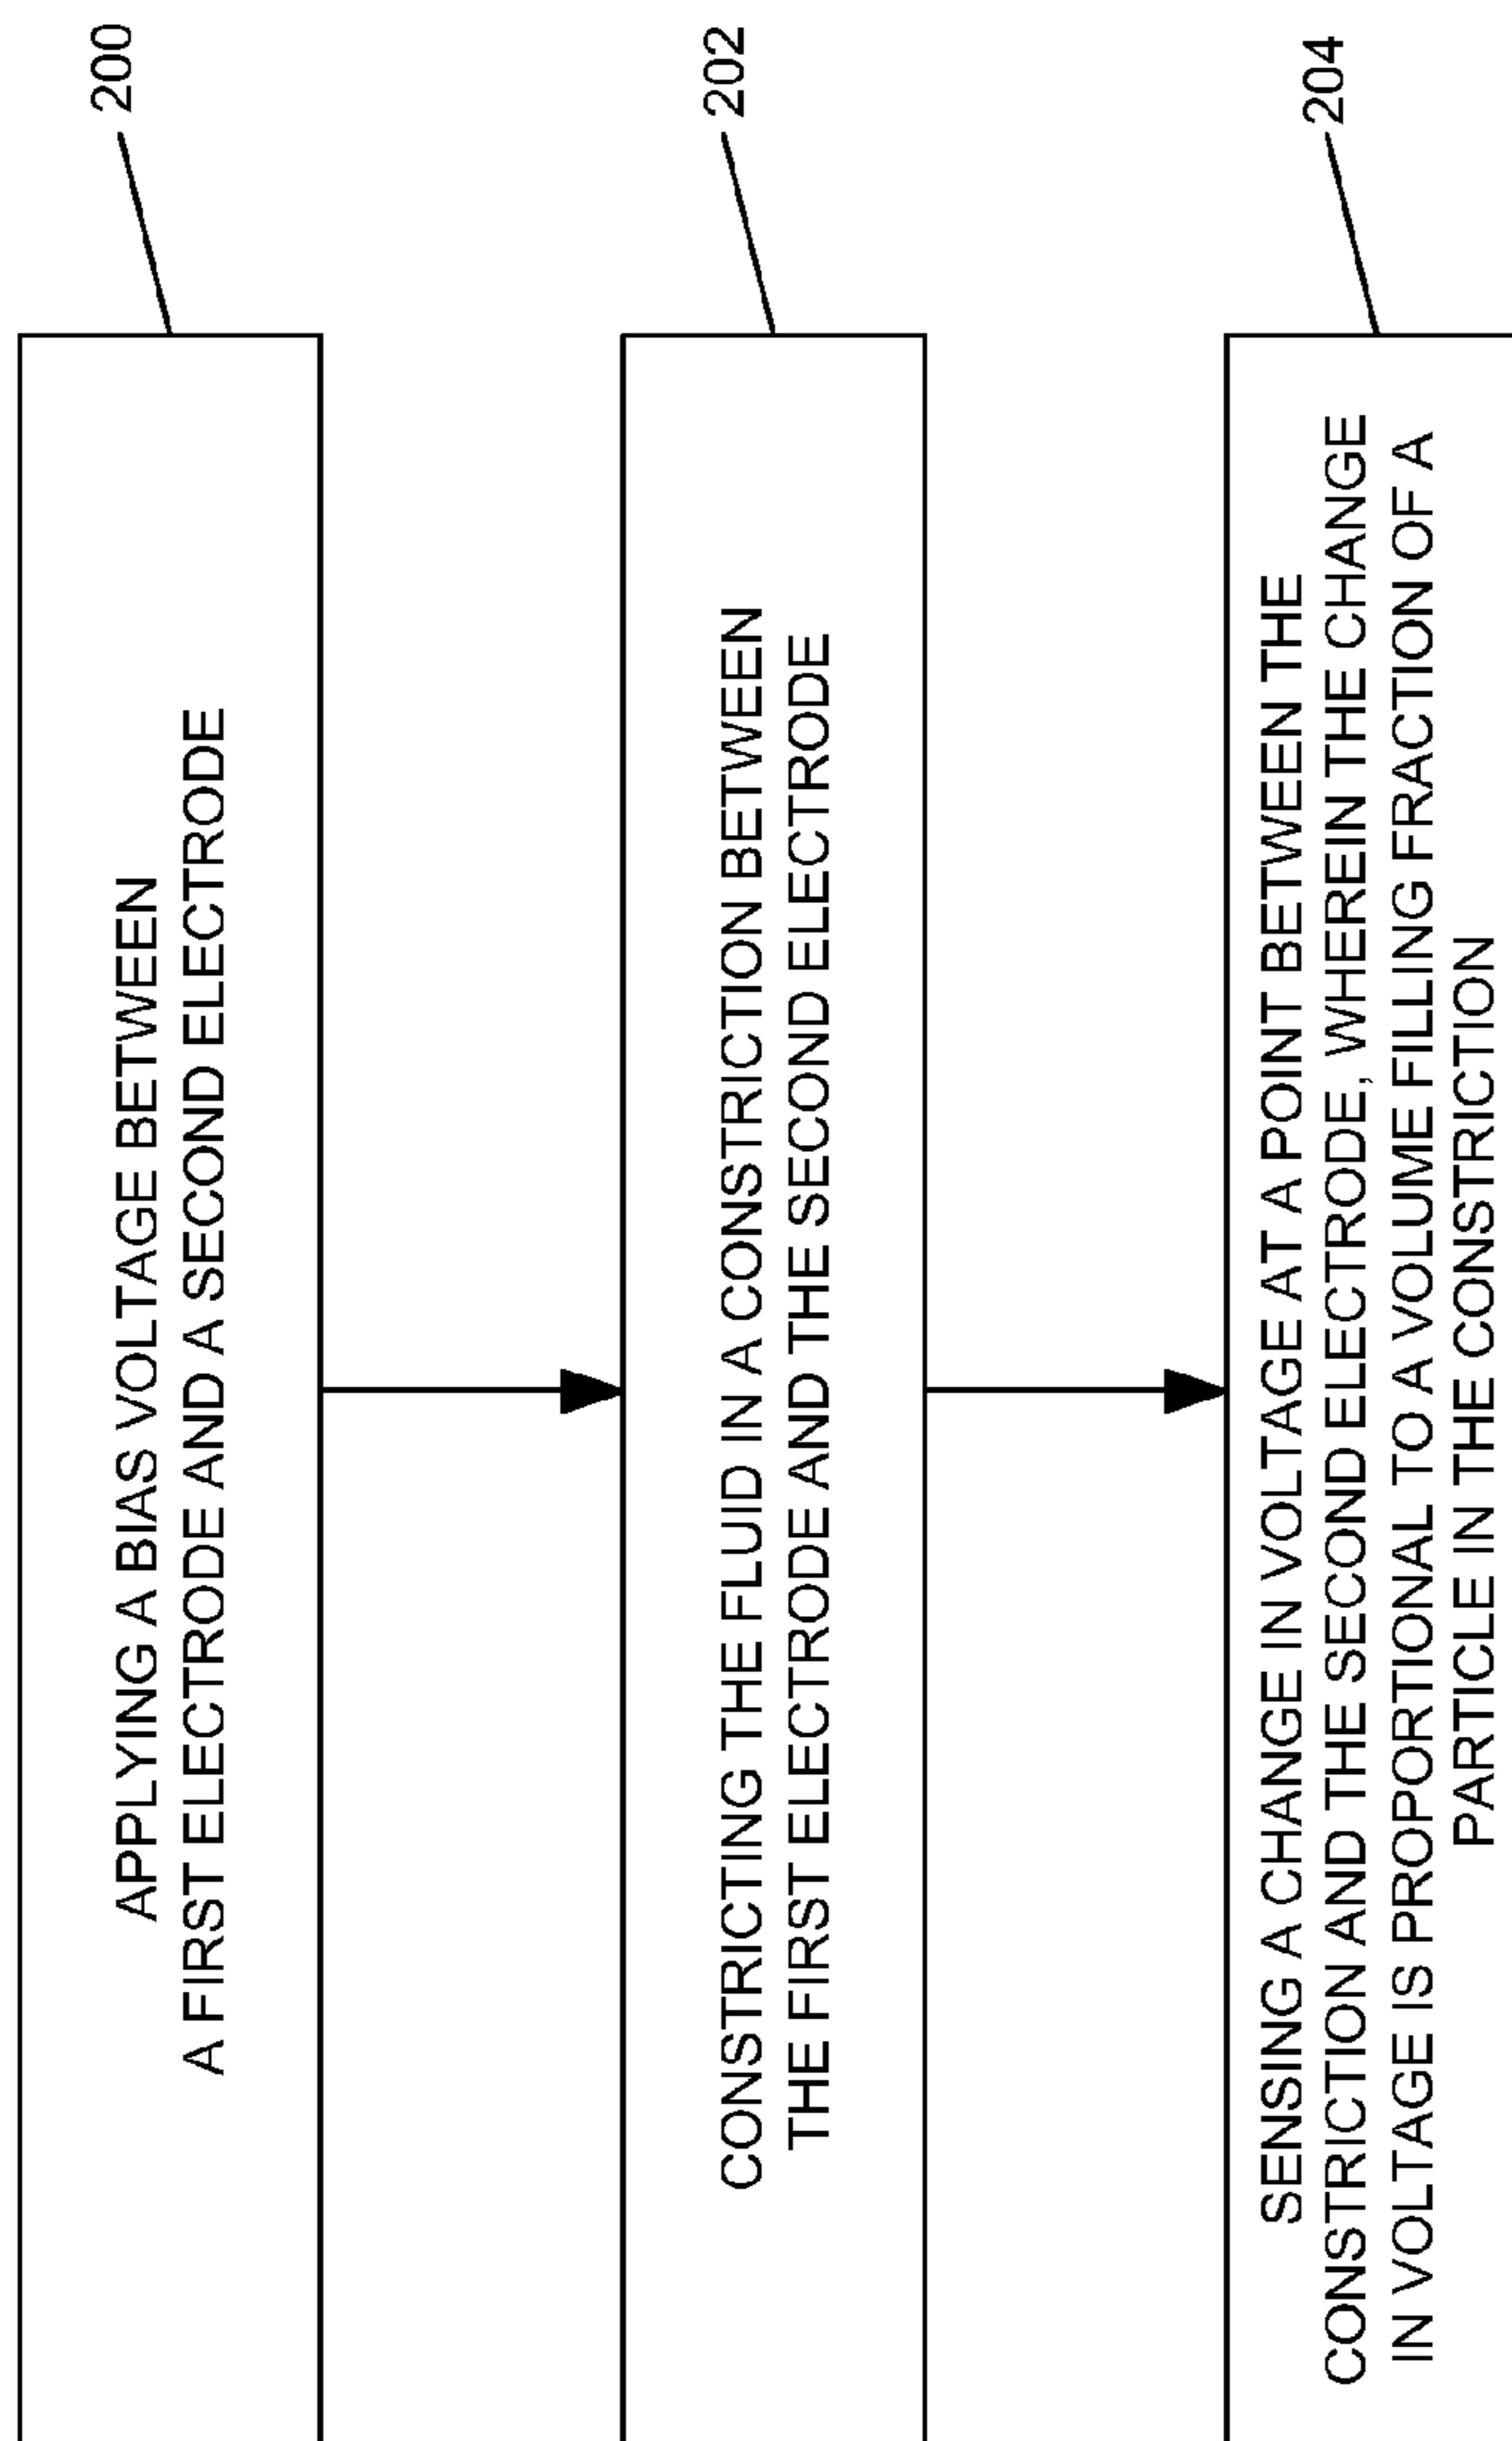 200
APPLYING A BIAS VOLTAGE BETWEEN
A FIRST ELECTRODE AND A SECOND ELECTRODE
202
CONSTRICTING THE FLUID IN A CONSTRICTION BETWEEN
THE FIRST ELECTRODE AND THE SECOND ELECTRODE
204
SENSING A CHANGE IN VOLTAGE AT A POINT BETWEEN THE
CONSTRICTION AND THE SECOND ELECTRODE, WHEREIN THE CHANGE
IN VOLTAGE IS PROPORTIONAL TO A VOLUME FILLING FRACTION OF A
PARTICLE IN THE CONSTRICTION